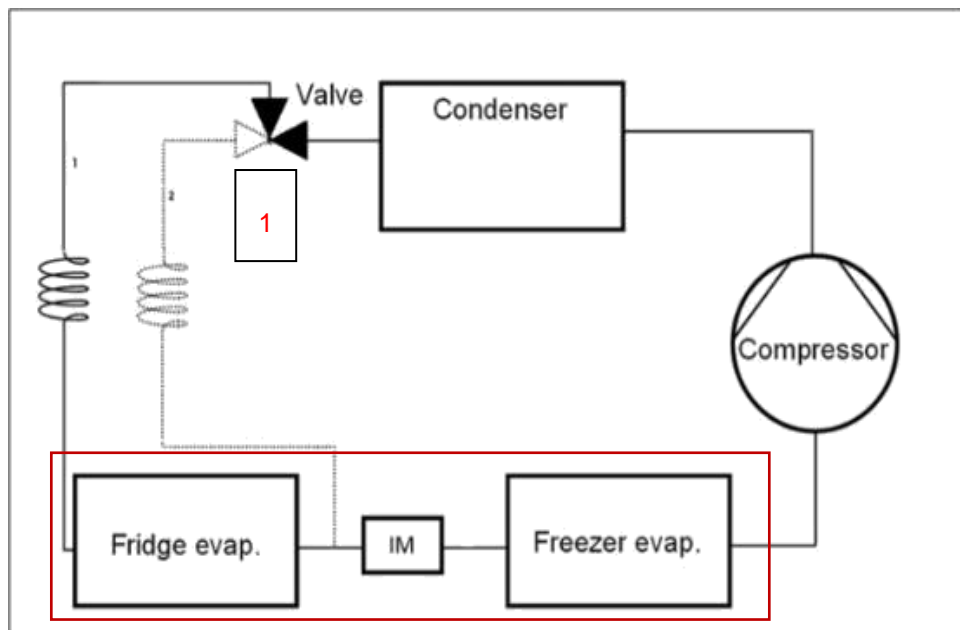 Valve
Condenser
1
2
1
Compressor
Fridge evap.
IM
Freezer evap.